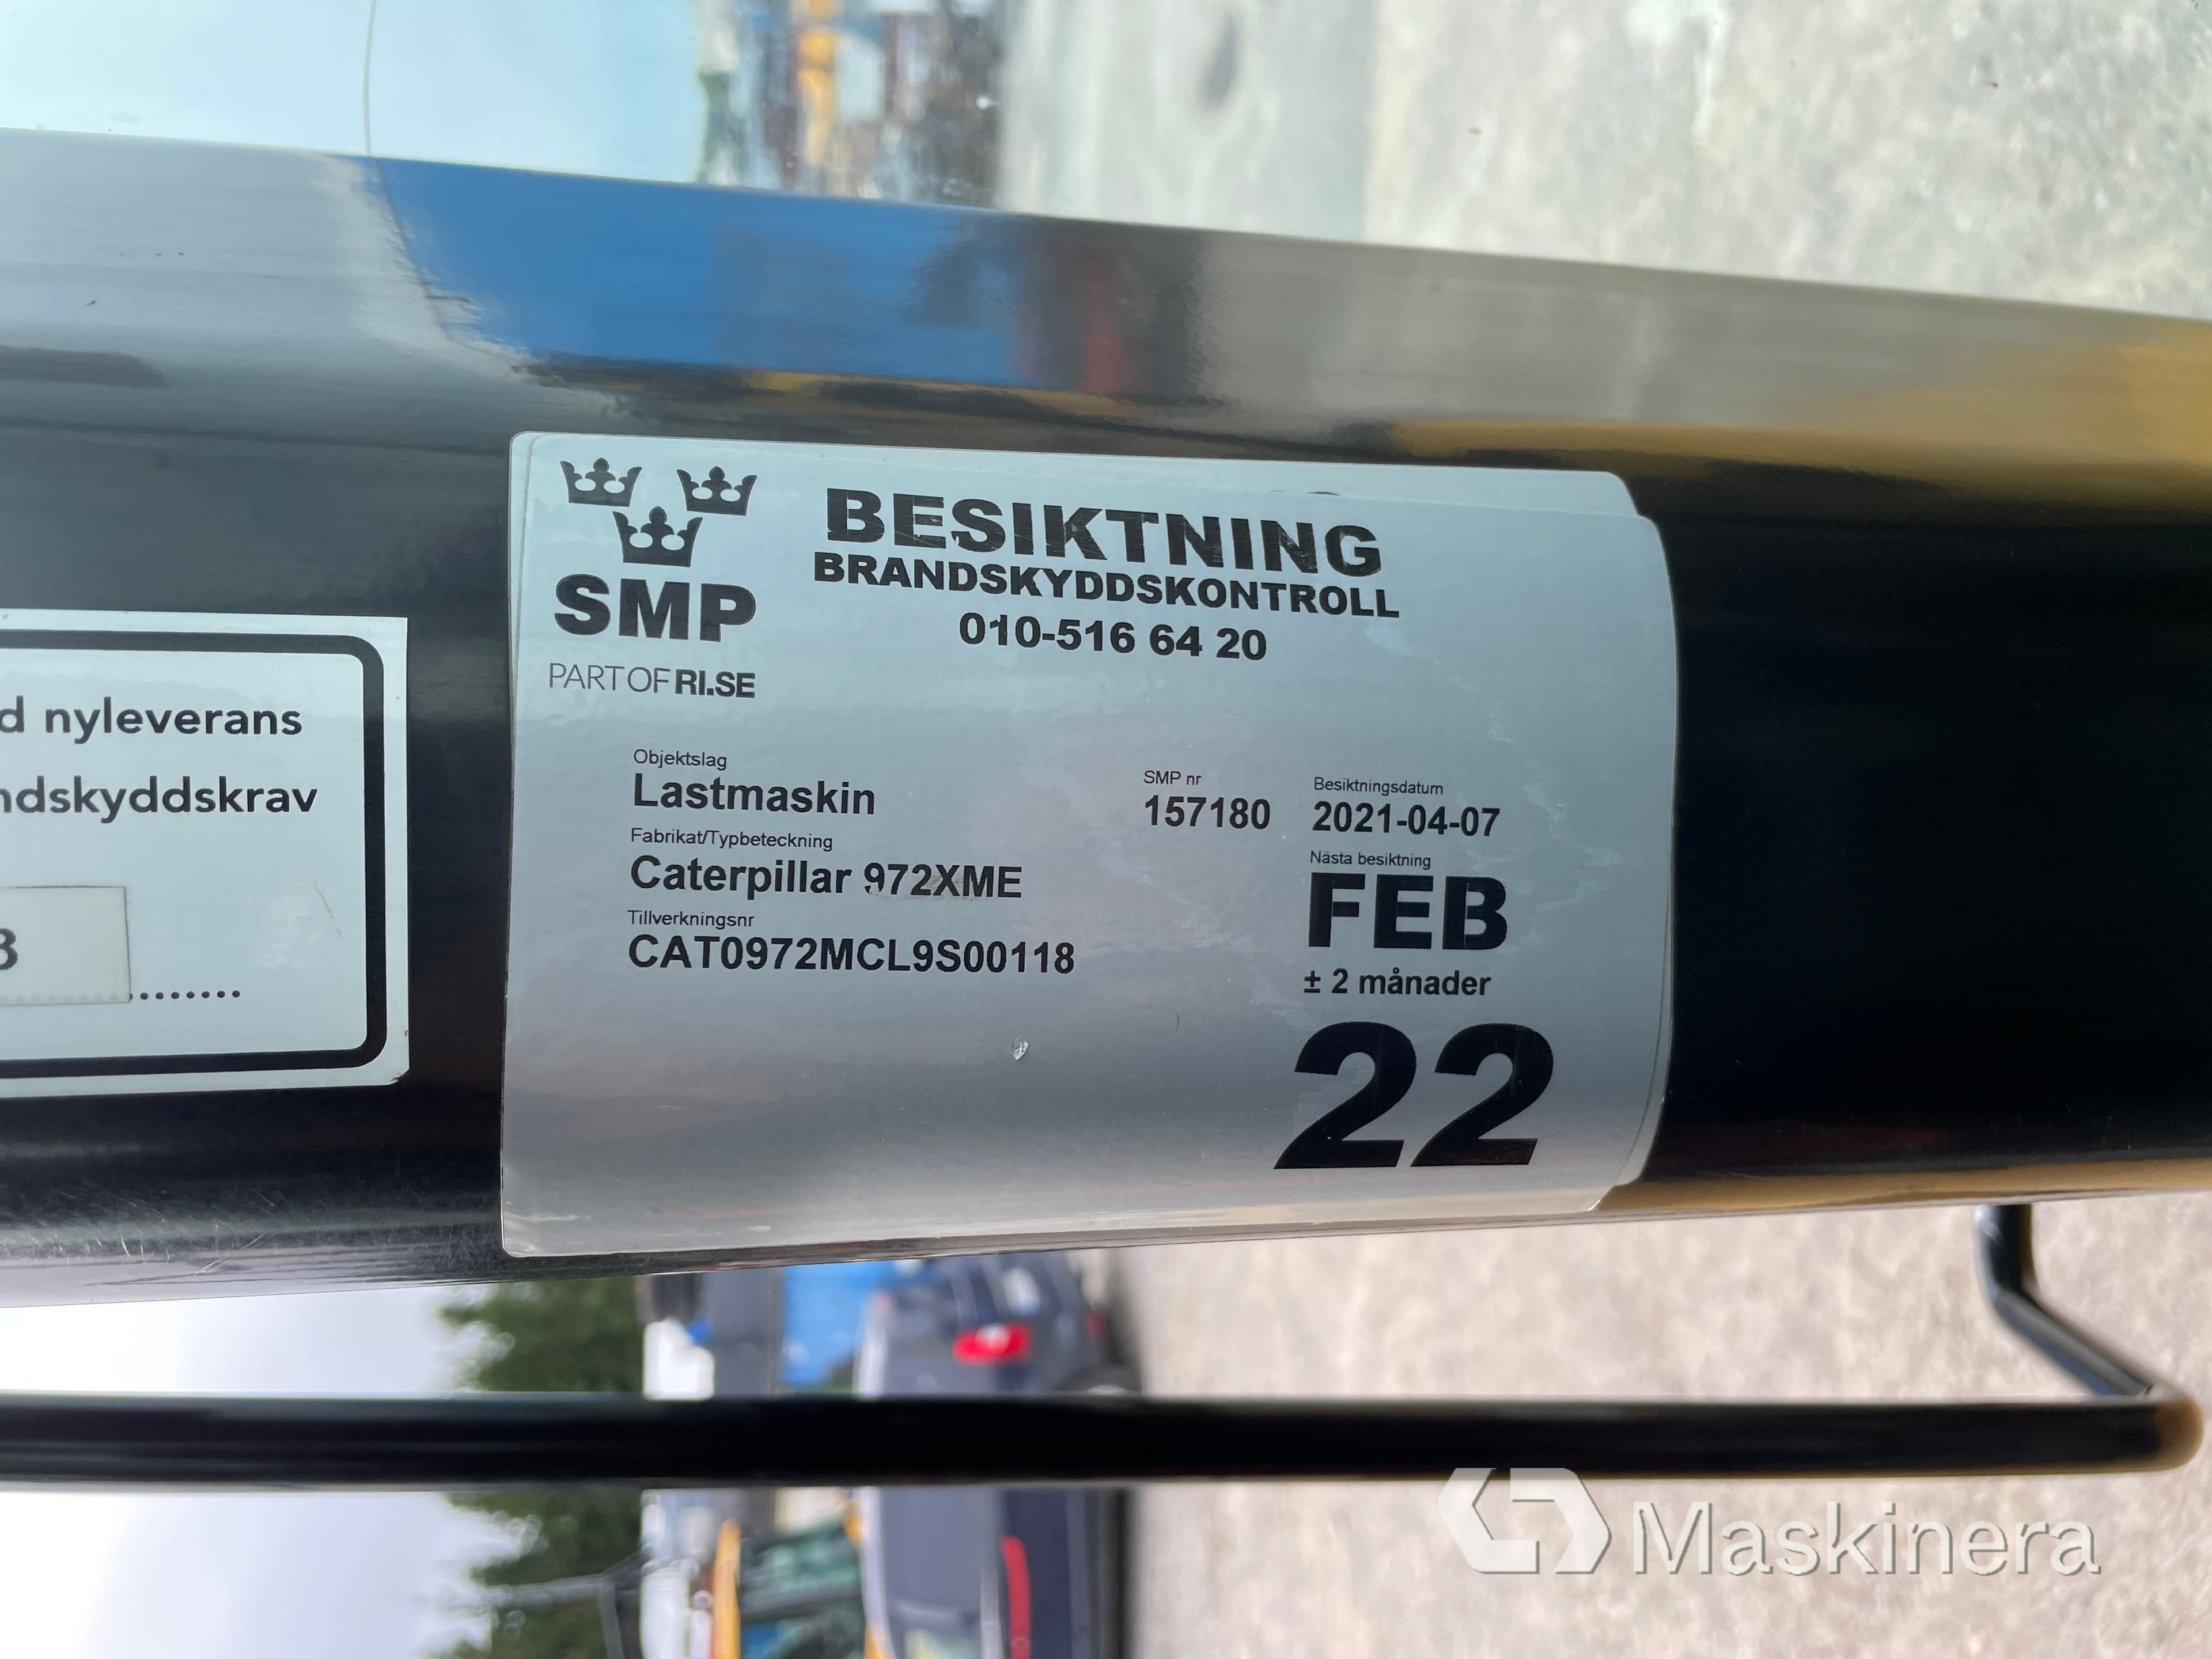 d nyleverans
ndskyddskrav
........
SMP
PART OF RI.SE
BESIKTNING
BRANDSKYDDSKONTROLL
010-516 64 20
Objektslag
Lastmaskin
Fabrikat/Typbeteckning
Caterpillar 972XME
Tillverkningsnr
CAT0972MCL9S00118
SMP nr
157180
Besiktningsdatum
2021-04-07
Nästa besiktning
FEB
± 2 månader
22
Maskinera